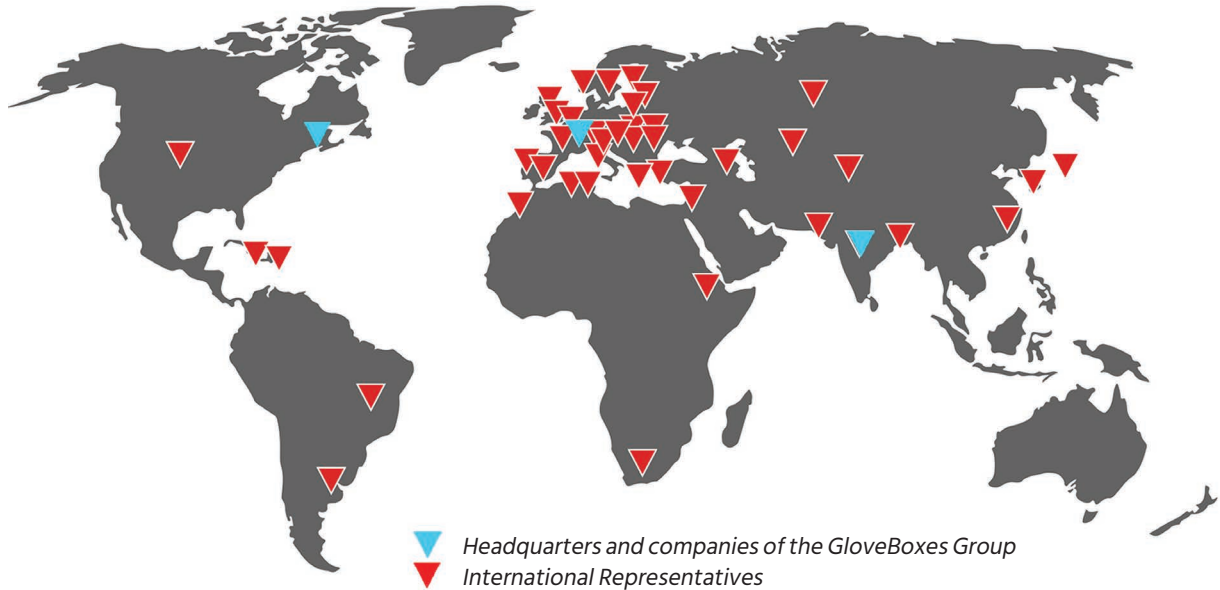 Headquarters and companies of the GloveBoxes Group
International Representatives